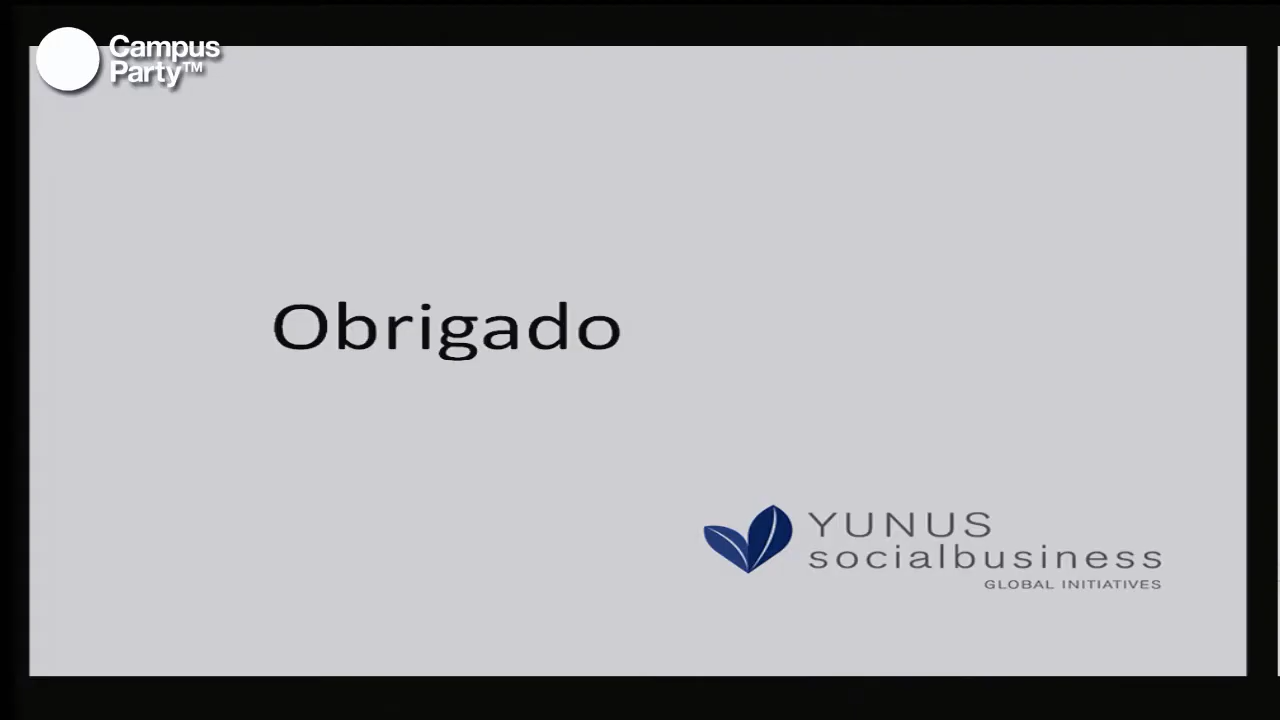 Campus
Party™
Obrigado
YUNUS
socialbusiness
GLOBAL INITIATIVES